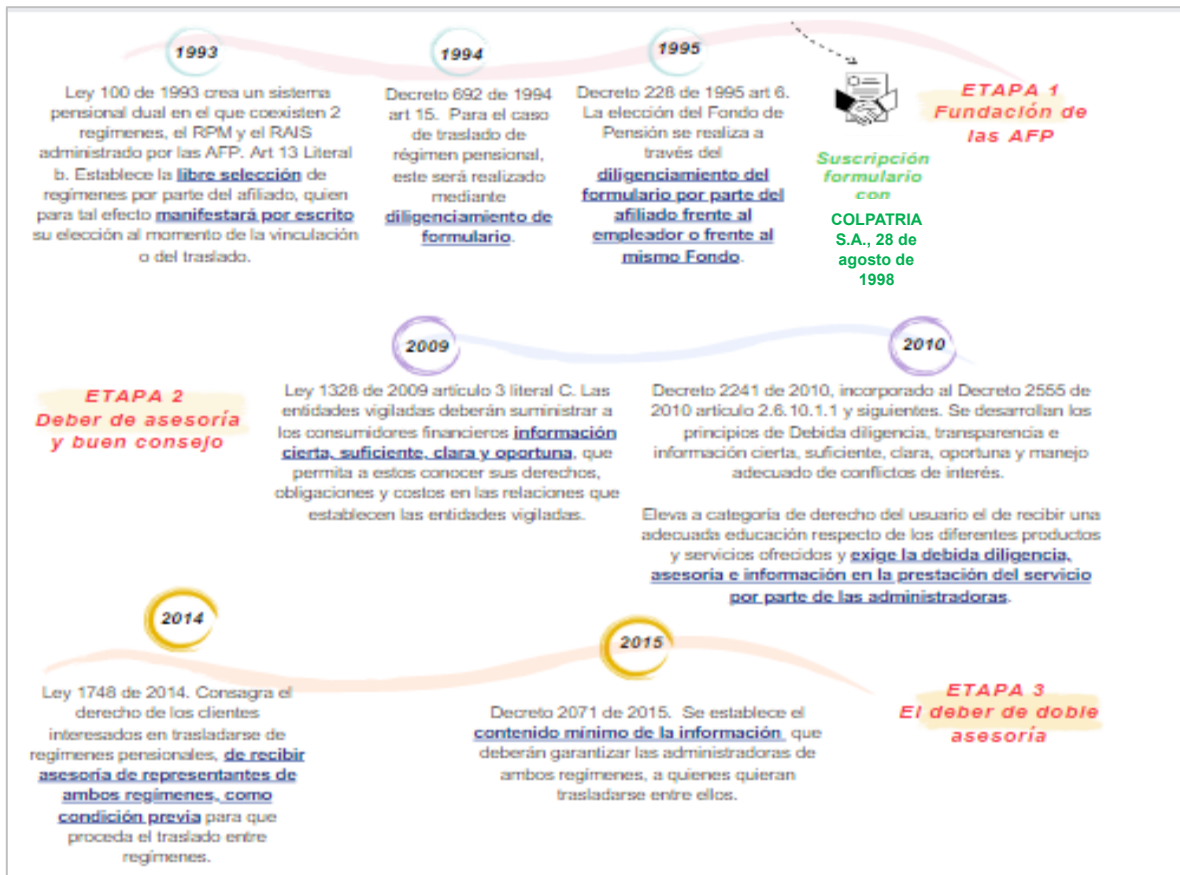 1993
Ley 100 de 1993 crea un sistema
pensional dual en el que coexisten 2
regímenes, el RPM y el RAIS
administrado por las AFP. Art 13 Literal
b. Establece la libre selección de
regímenes por parte del afiliado, quien
para tal efecto manifestará por escrito
su elección al momento de la vinculación
o del traslado.
1994
Decreto 692 de 1994
art 15. Para el caso
de traslado de
régimen pensional,
este será realizado
mediante
diligenciamiento de
formulario.
1995
Decreto 228 de 1995 art 6.
La elección del Fondo de
Pensión se realiza a
través del
diligenciamiento del
formulario por parte del
afiliado frente al
empleador o frente al
mismo Fondo.
Suscripción
formulario
con
COLPATRIA
S.A., 28 de
agosto de
1998
ETAPA 1
Fundación de
las AFP
ETAPA 2
Deber de asesoría
y buen consejo
2009
Ley 1328 de 2009 artículo 3 literal C. Las
entidades vigiladas deberán suministrar a
los consumidores financieros información
cierta, suficiente, clara y oportuna, que
permita a estos conocer sus derechos,
obligaciones y costos en las relaciones que
establecen las entidades vigiladas.
2010
Decreto 2241 de 2010, incorporado al Decreto 2555 de
2010 artículo 2.6.10.1.1 y siguientes. Se desarrollan los
principios de Debida diligencia, transparencia e
información cierta, suficiente, clara, oportuna y manejo
adecuado de conflictos de interés.
Eleva a categoría de derecho del usuario el de recibir una
adecuada educación respecto de los diferentes productos
y servicios ofrecidos y exige la debida diligencia,
asesoría e información en la prestación del servicio
por parte de las administradoras.
2014
Ley 1748 de 2014. Consagra el
derecho de los clientes
interesados en trasladarse de
regímenes pensionales, de recibir
asesoría de representantes de
ambos regímenes, como
condición previa para que
proceda el traslado entre
regímenes.
2015
Decreto 2071 de 2015. Se establece el
contenido mínimo de la información que
deberán garantizar las administradoras de
ambos regímenes, a quienes quieran
trasladarse entre ellos.
ETAPA 3
El deber de doble
asesoría